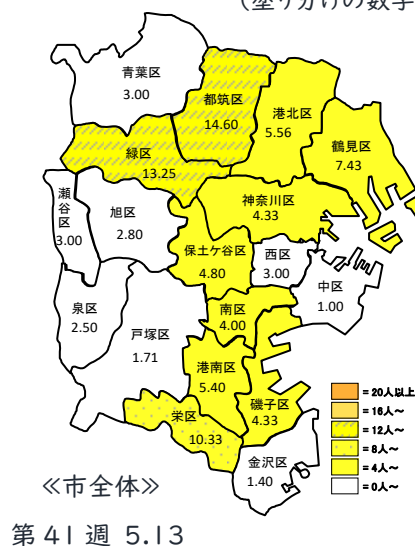 (塗り分けの数字
青葉区
3.00
都筑区
14.60
港北区
5.56
鶴見区
7.43
緑区
13.25
瀬谷区
3.00
旭区
2.80
神奈川区
4.33
保土ケ谷区
4.80
西区
3.00
中区
1.00
泉区
2.50
戸塚区
1.71
南区
4.00
港南区
5.40
磯子区
4.33
栄区
10.33
金沢区
1.40
=20人以上
=16人~
=12人~
=8人~
=4人~
=0人~
≪市全体≫
第41週 5.13